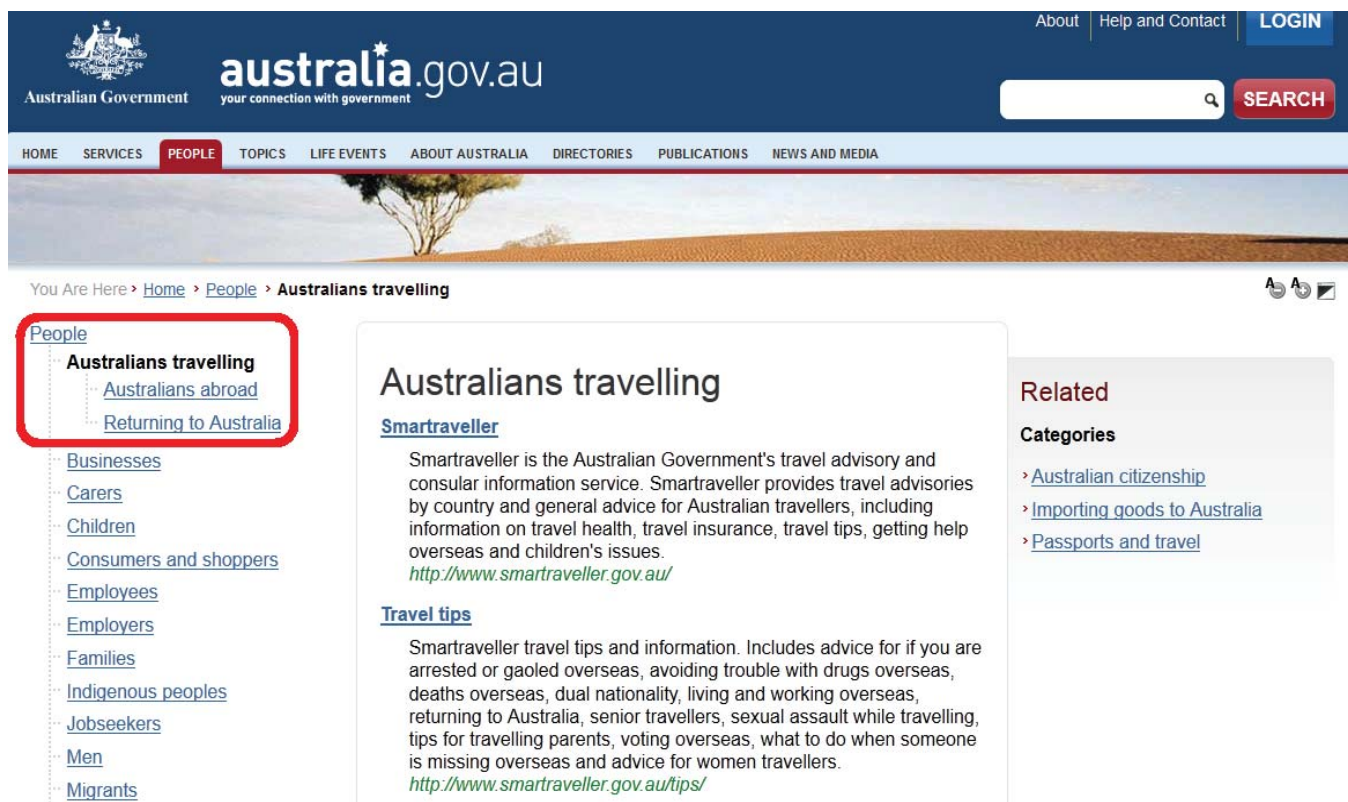 About Help and Contact LOGIN
Australian Government
australia.gov.au
your connection with government
SEARCH
HOME SERVICES PEOPLE TOPICS LIFE EVENTS ABOUT AUSTRALIA DIRECTORIES PUBLICATIONS NEWS AND MEDIA
You Are Here › Home › People › Australians travelling
A A
People
Australians travelling
Australians abroad
Returning to Australia
Businesses
Carers
Children
Consumers and shoppers
Employees
Employers
Families
Indigenous peoples
Jobseekers
Men
Migrants
Australians travelling
Smartraveller
Smartraveller is the Australian Government's travel advisory and
consular information service. Smartraveller provides travel advisories
by country and general advice for Australian travellers, including
information on travel health, travel insurance, travel tips, getting help
overseas and children's issues.
http://www.smartraveller.gov.au/
Travel tips
Smartraveller travel tips and information. Includes advice for if you are
arrested or gaoled overseas, avoiding trouble with drugs overseas,
deaths overseas, dual nationality, living and working overseas,
returning to Australia, senior travellers, sexual assault while travelling,
tips for travelling parents, voting overseas, what to do when someone
is missing overseas and advice for women travellers.
http://www.smartraveller.gov.au/tips/
Related
Categories
› Australian citizenship
› Importing goods to Australia
› Passports and travel